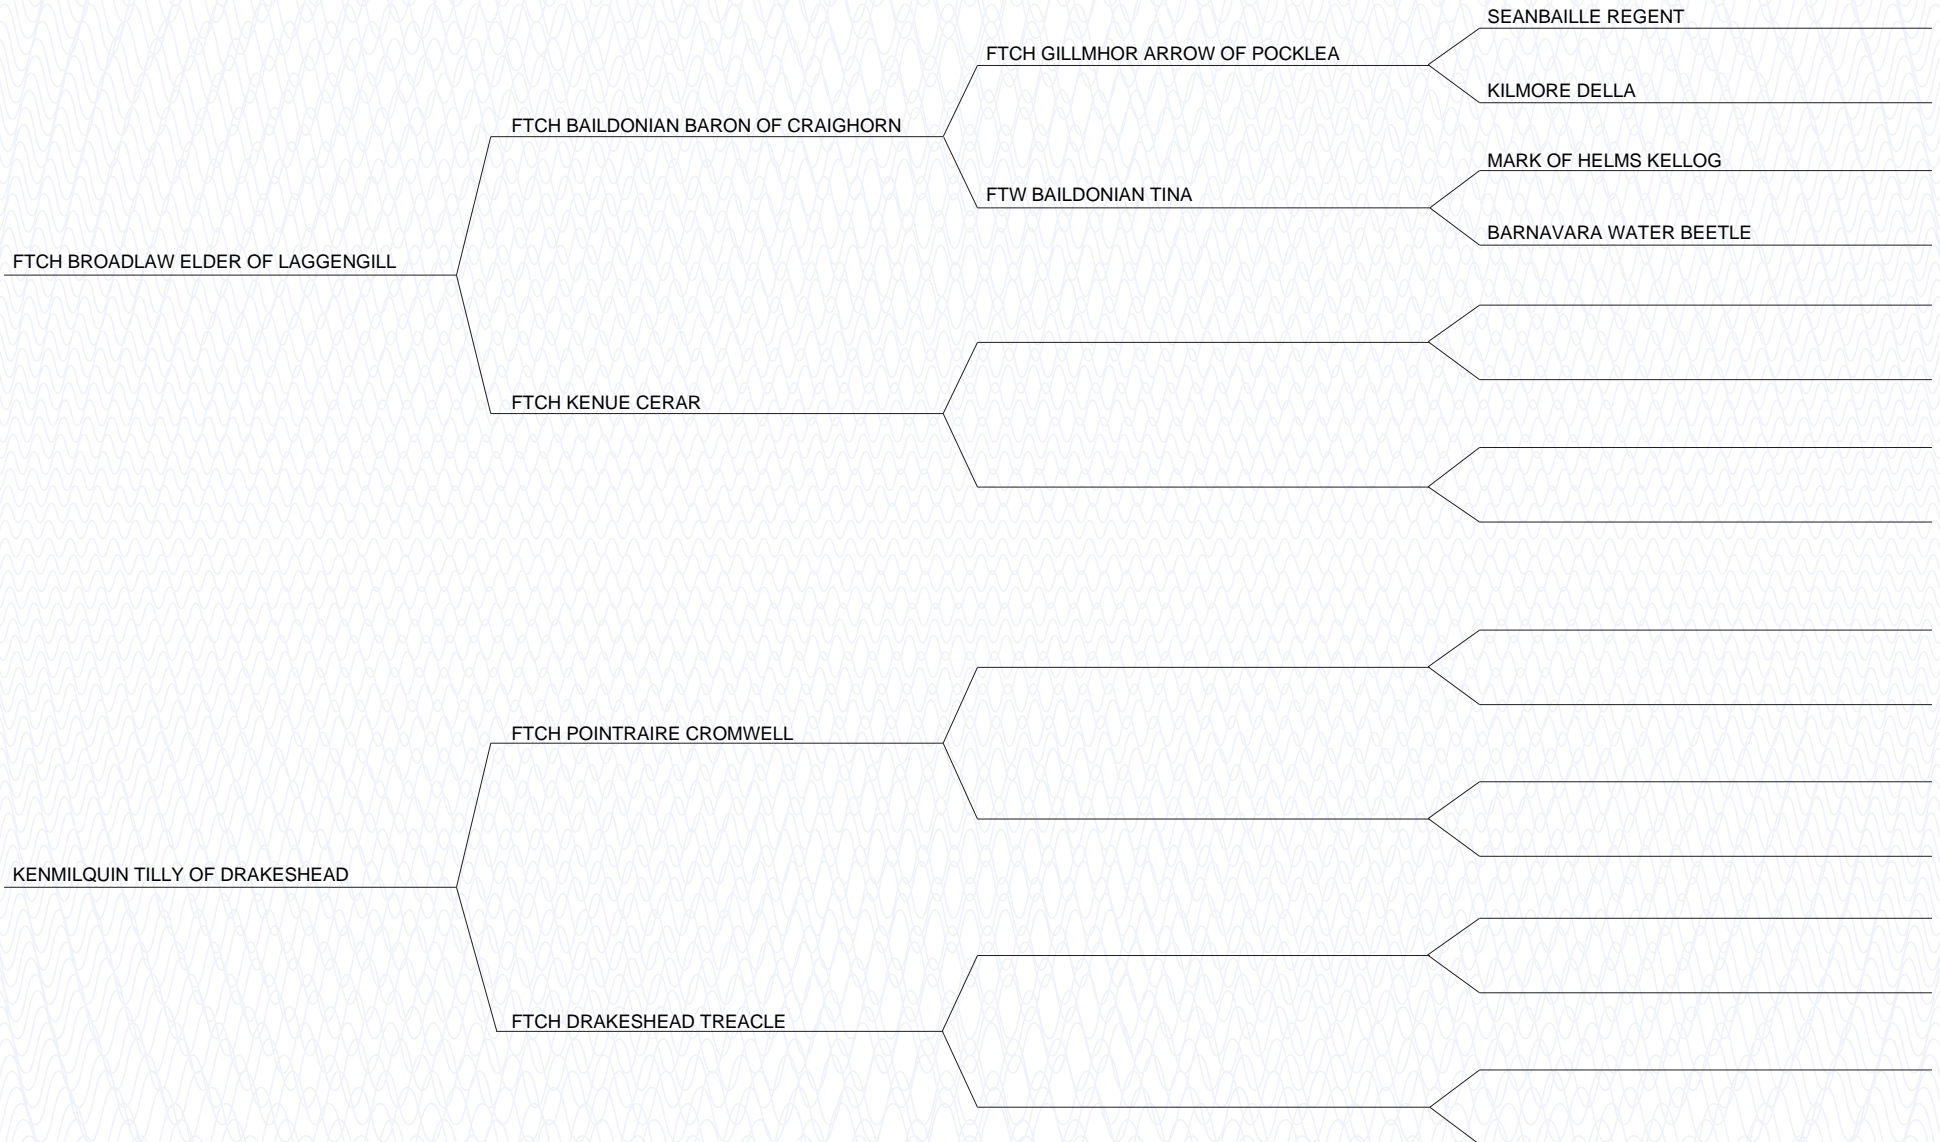 SEANBAILLE REGENT
FTCH GILLMHOR ARROW OF POCKLEA
KILMORE DELLA
FTCH BAILDONIAN BARON OF CRAIGHORN
MARK OF HELMS KELLOG
FTW BAILDONIAN TINA
BARNAVARA WATER BEETLE
FTCH BROADLAW ELDER OF LAGGENGILL
FTCH KENUE CERAR
FTCH POINTRAIRE CROMWELL
KENMILQUIN TILLY OF DRAKESHEAD
FTCH DRAKESHEAD TREACLE